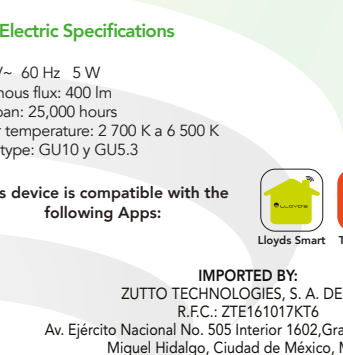 Electric Specifications
V~ 60 Hz 5 W
nous flux: 400 lm
pan: 25,000 hours
r temperature: 2 700 K a 6 500 K
type: GU10 y GU5.3
s device is compatible with the
following Apps:
LLOYD'S
Lloyds Smart T
IMPORTED BY:
ZUTTO TECHNOLOGIES, S. A. DE
R.F.C.: ZTE161017KT6
Av. Ejército Nacional No. 505 Interior 1602,Gra
Miguel Hidalgo, Ciudad de México, M